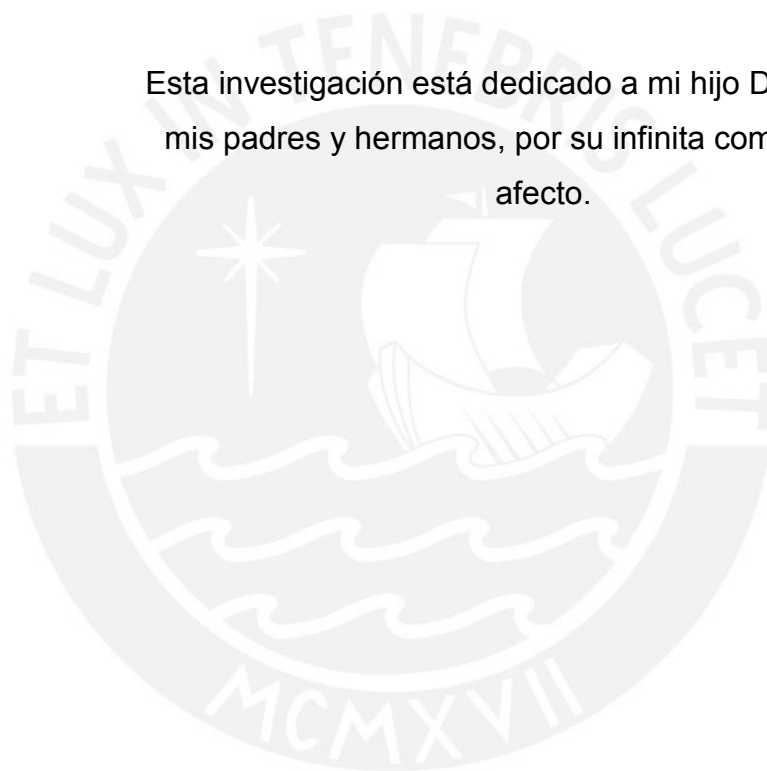 Esta investigación está dedicado a mi hijo
mis padres y hermanos, por su infinita
afecto.
ET LUX IN TENEBRIS LUCET
MCMXVII